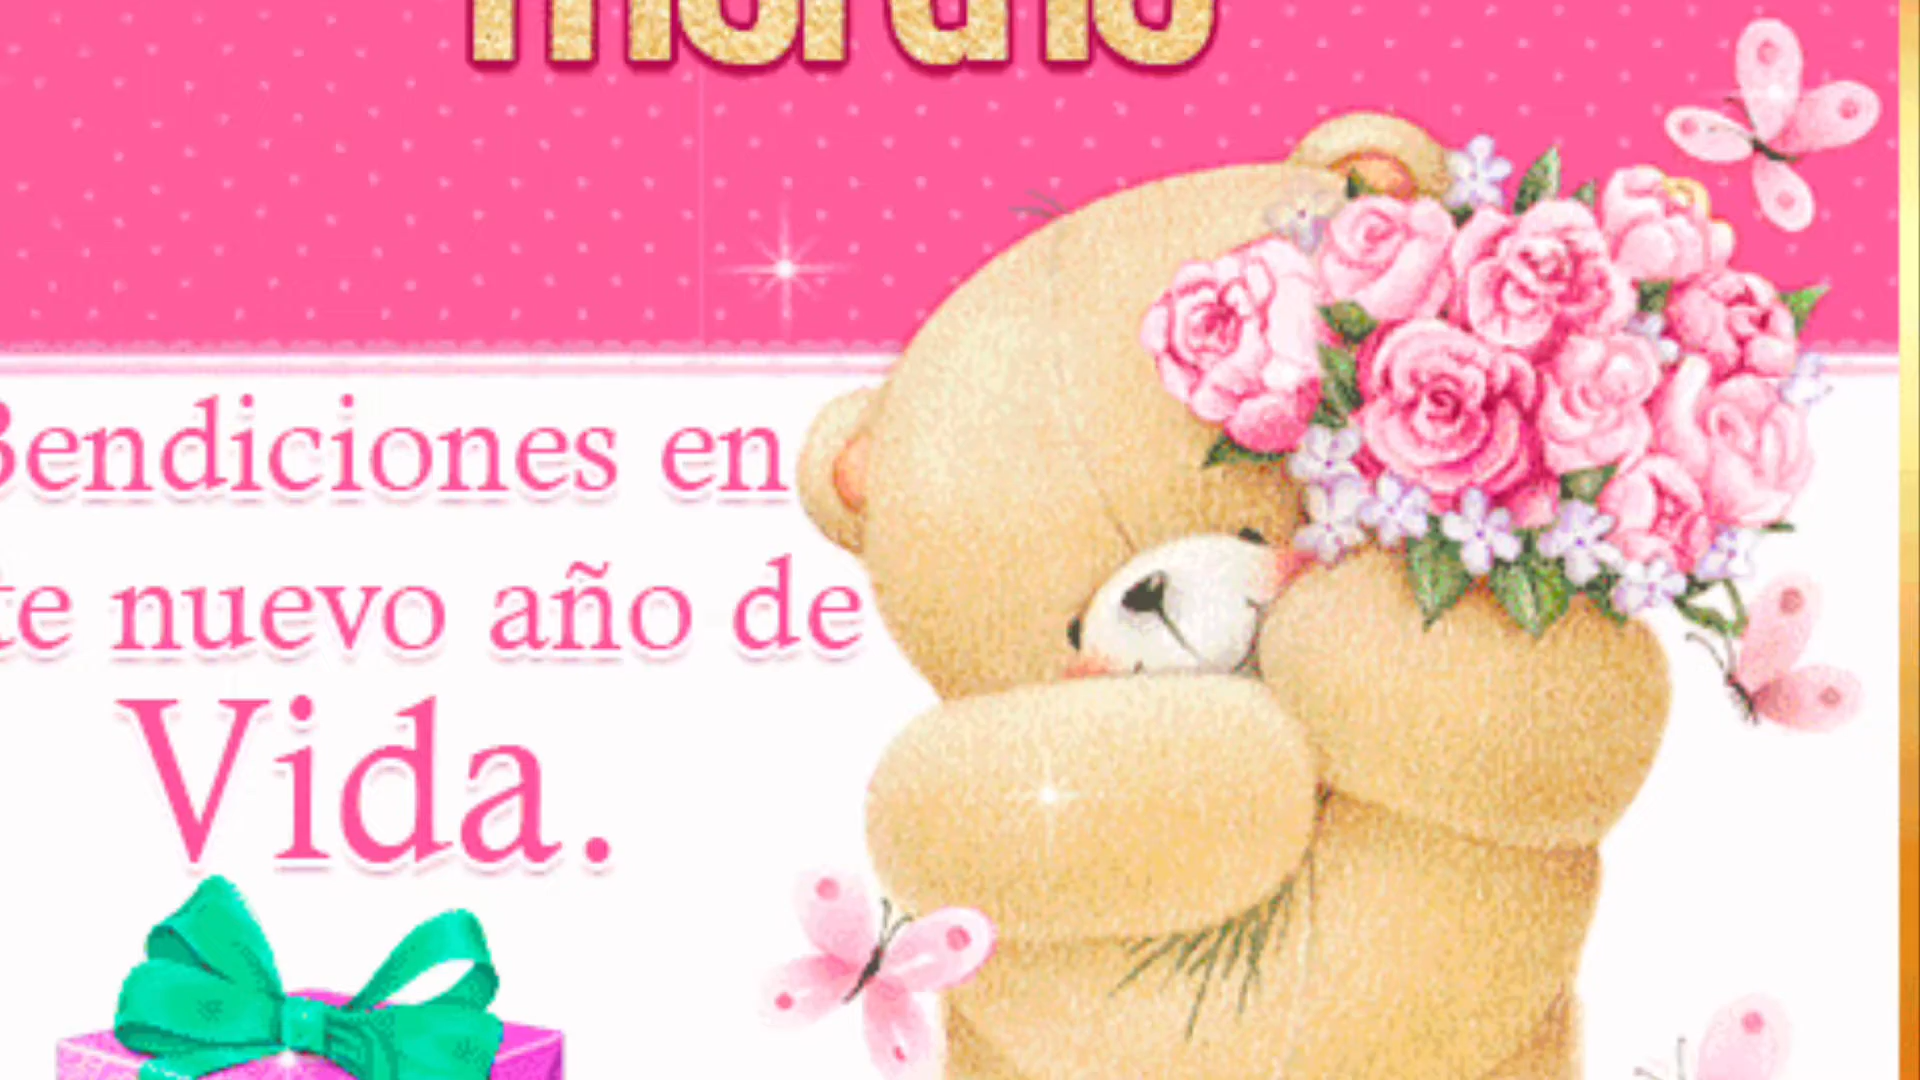 Bendiciones en
te nuevo año de
Vida.